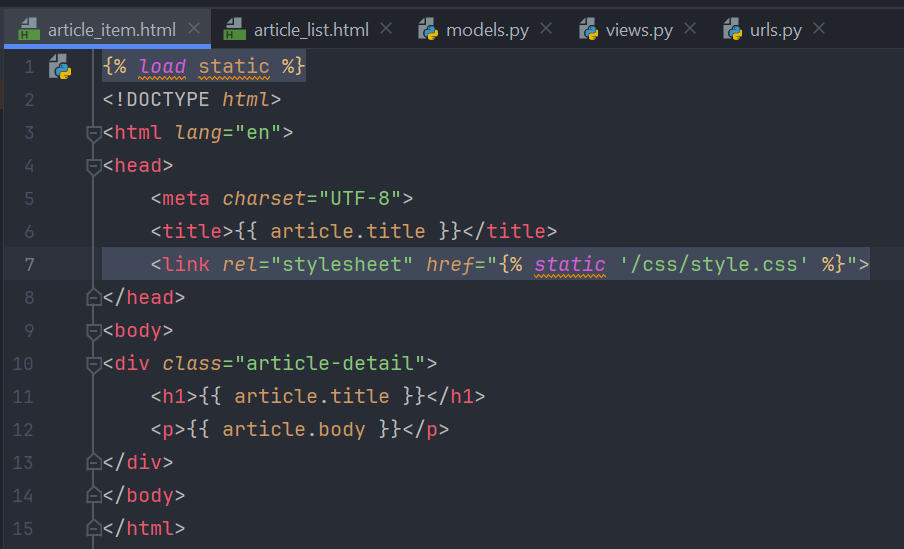 article_item.html article_list.html models.py views.py urls.py
1 {% load static %}
2 <!DOCTYPE html>
3 <html lang="en">
4 <head>
5     <meta charset="UTF-8">
6     <title>{{ article.title }}</title>
7     <link rel="stylesheet" href="{% static '/css/style.css' %}">
8 </head>
9 <body>
10 <div class="article-detail">
11     <h1>{{ article.title }}</h1>
12     <p>{{ article.body }}</p>
13 </div>
14 </body>
15 </html>